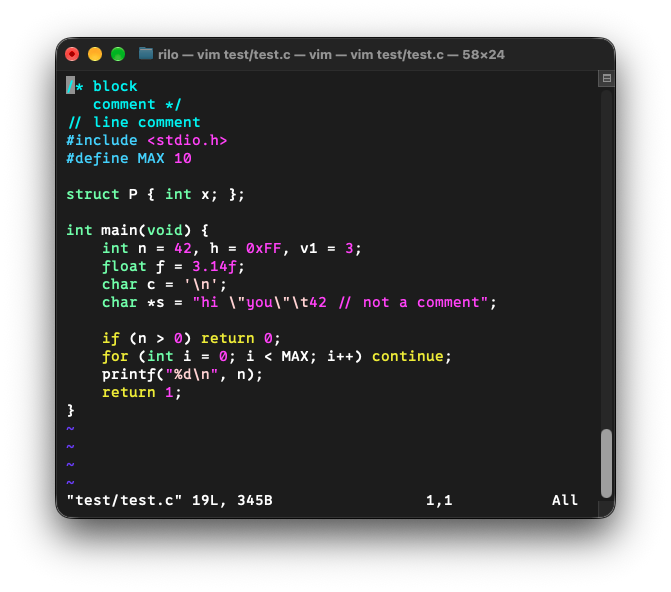 rilo — vim test/test.c — vim — vim test/test.c — 58×24
/* block
   comment */
// line comment
#include <stdio.h>
#define MAX 10

struct P { int x; };

int main(void) {
    int n = 42, h = 0xFF, v1 = 3;
    float f = 3.14f;
    char c = '\n';
    char *s = "hi \"you\"\t42 // not a comment";

    if (n > 0) return 0;
    for (int i = 0; i < MAX; i++) continue;
    printf("%d\n", n);
    return 1;
}
~
~
~
~
"test/test.c" 19L, 345B                 1,1           All